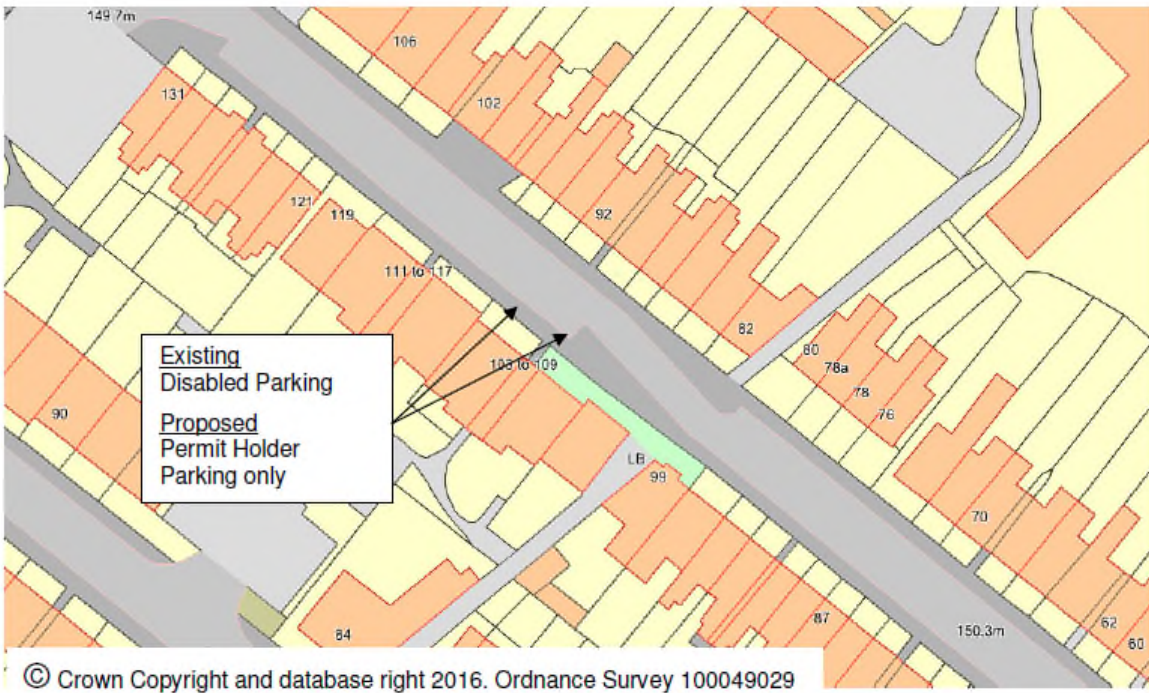 149.7m
106
131
102
121
119
92
111 to 117
82
80
78a
78
76
103 to 109
Existing
Disabled Parking
Proposed
Permit Holder
Parking only
90
LB
99
70
84
87
150.3m
62
60
© Crown Copyright and database right 2016. Ordnance Survey 100049029